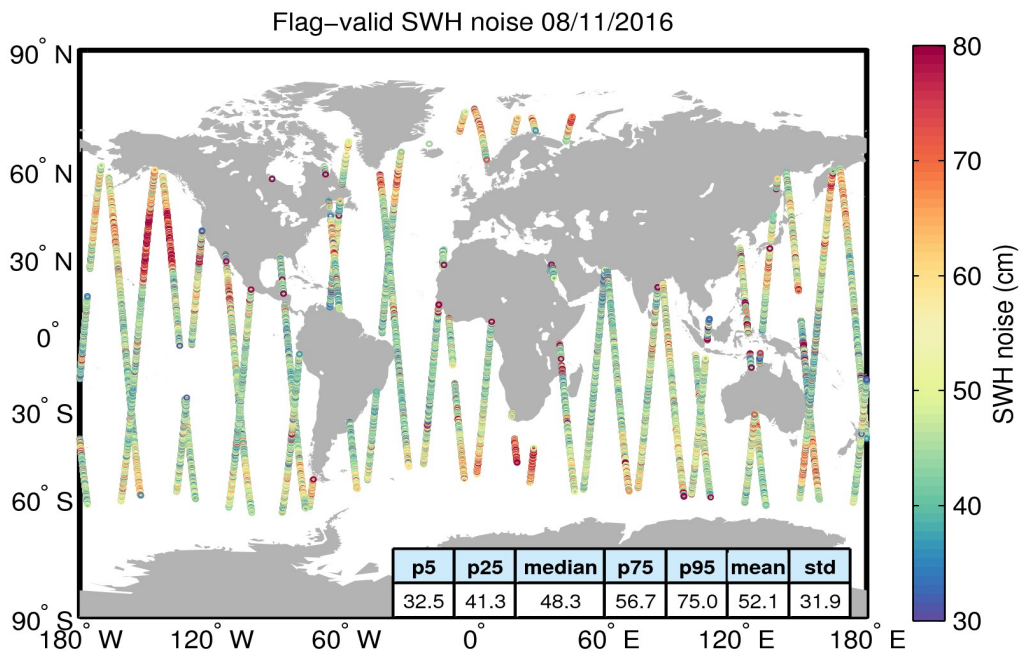 Flag−valid SWH noise 08/11/2016
90° N
60° N
30° N
0°
30° S
60° S
90° S
180° W
120° W
60° W
0°
60° E
120° E
180° E
80
70
60
50
40
30
SWH noise (cm)
p5 p25 median p75 p95 mean std
32.5 41.3 48.3 56.7 75.0 52.1 31.9